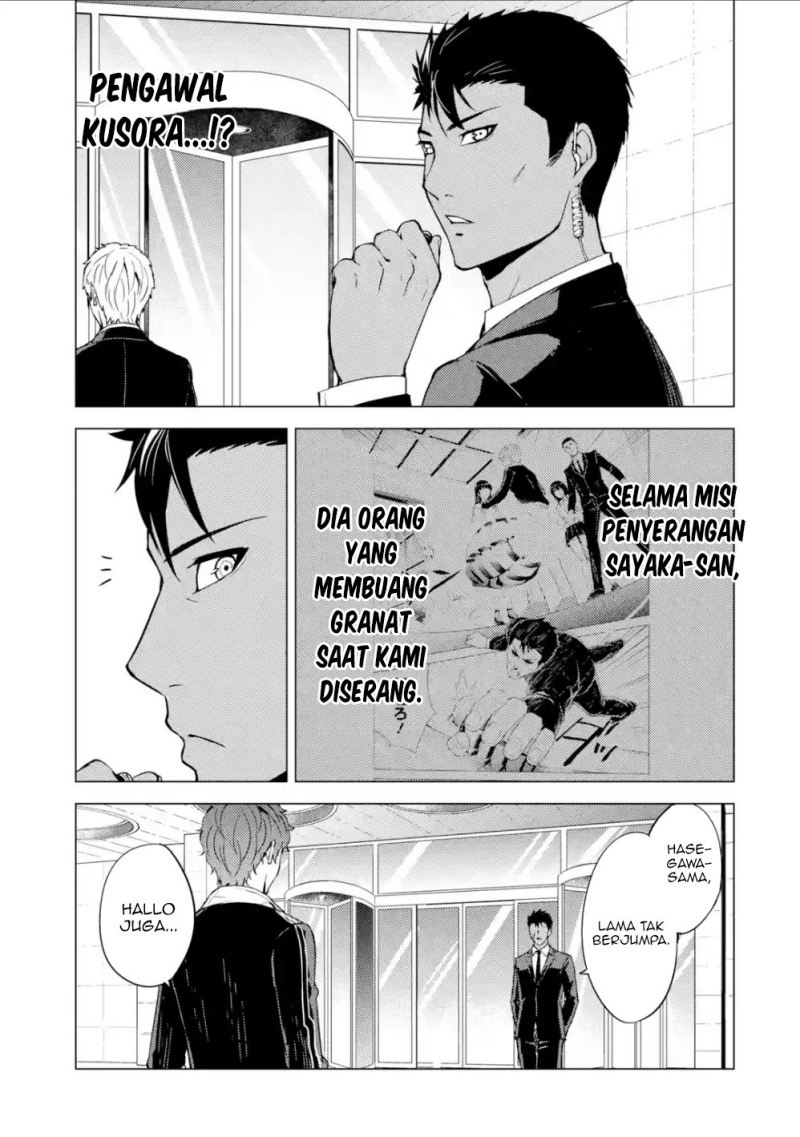 PENGAWAL
KUSORA...!?
SELAMA MISI
PENYERANGAN
SAYAKA-SAN,
DIA ORANG
YANG
MEMBUANG
GRANAT
SAAT KAMI
DISERANG.
ろ!
HASE-
GAWA-
SAMA,
LAMA TAK
BERJUMPA.
HALLO
JUGA...